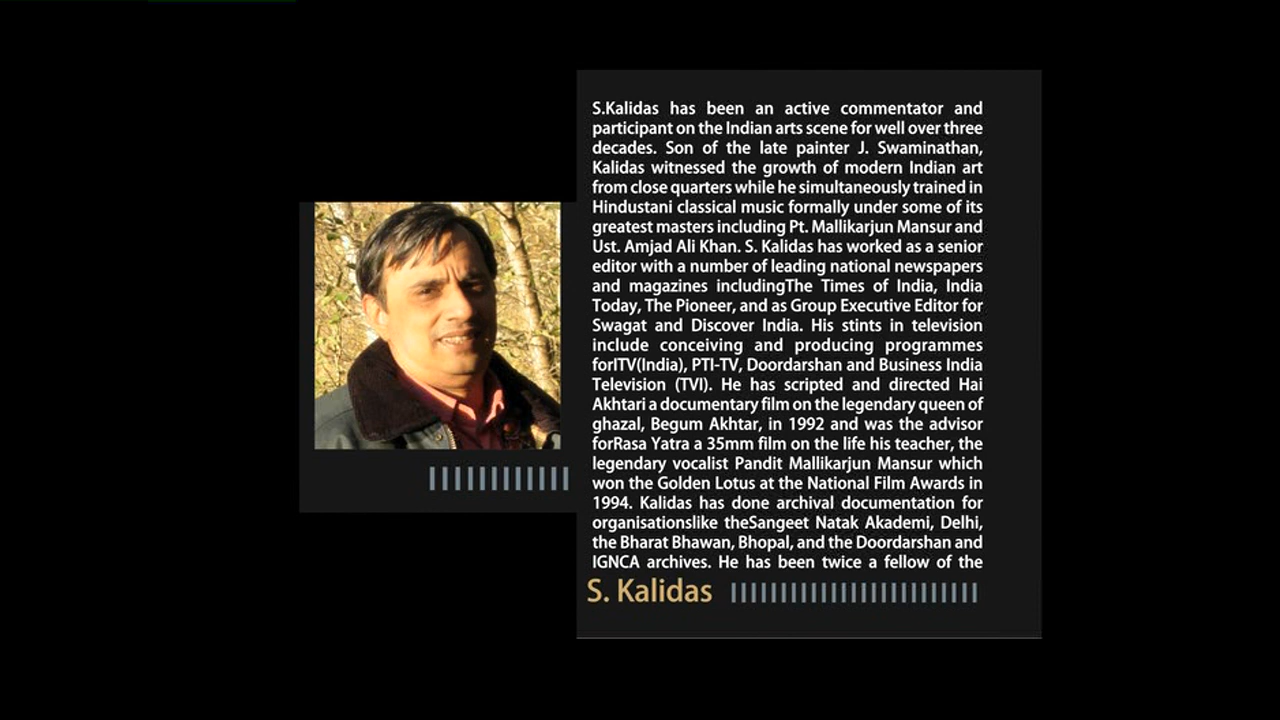 S.Kalidas has been an active commentator and
participant on the Indian arts scene for well over three
decades. Son of the late painter J. Swaminathan,
Kalidas witnessed the growth of modern Indian art
from close quarters while he simultaneously trained in
Hindustani classical music formally under some of its
greatest masters including Pt. Mallikarjun Mansur and
Ust. Amjad Ali Khan. S. Kalidas has worked as a senior
editor with a number of leading national newspapers
and magazines includingThe Times of India, India
Today, The Pioneer, and as Group Executive Editor for
Swagat and Discover India. His stints in television
include conceiving and producing programmes
forITV(India), PTI-TV, Doordarshan and Business India
Television (TVI). He has scripted and directed Hai
Akhtari a documentary film on the legendary queen of
ghazal, Begum Akhtar, in 1992 and was the advisor
forRasa Yatra a 35mm film on the life his teacher, the
legendary vocalist Pandit Mallikarjun Mansur which
won the Golden Lotus at the National Film Awards in
1994. Kalidas has done archival documentation for
organisationslike theSangeet Natak Akademi, Delhi,
the Bharat Bhawan, Bhopal, and the Doordarshan and
IGNCA archives. He has been twice a fellow of the
S. Kalidas